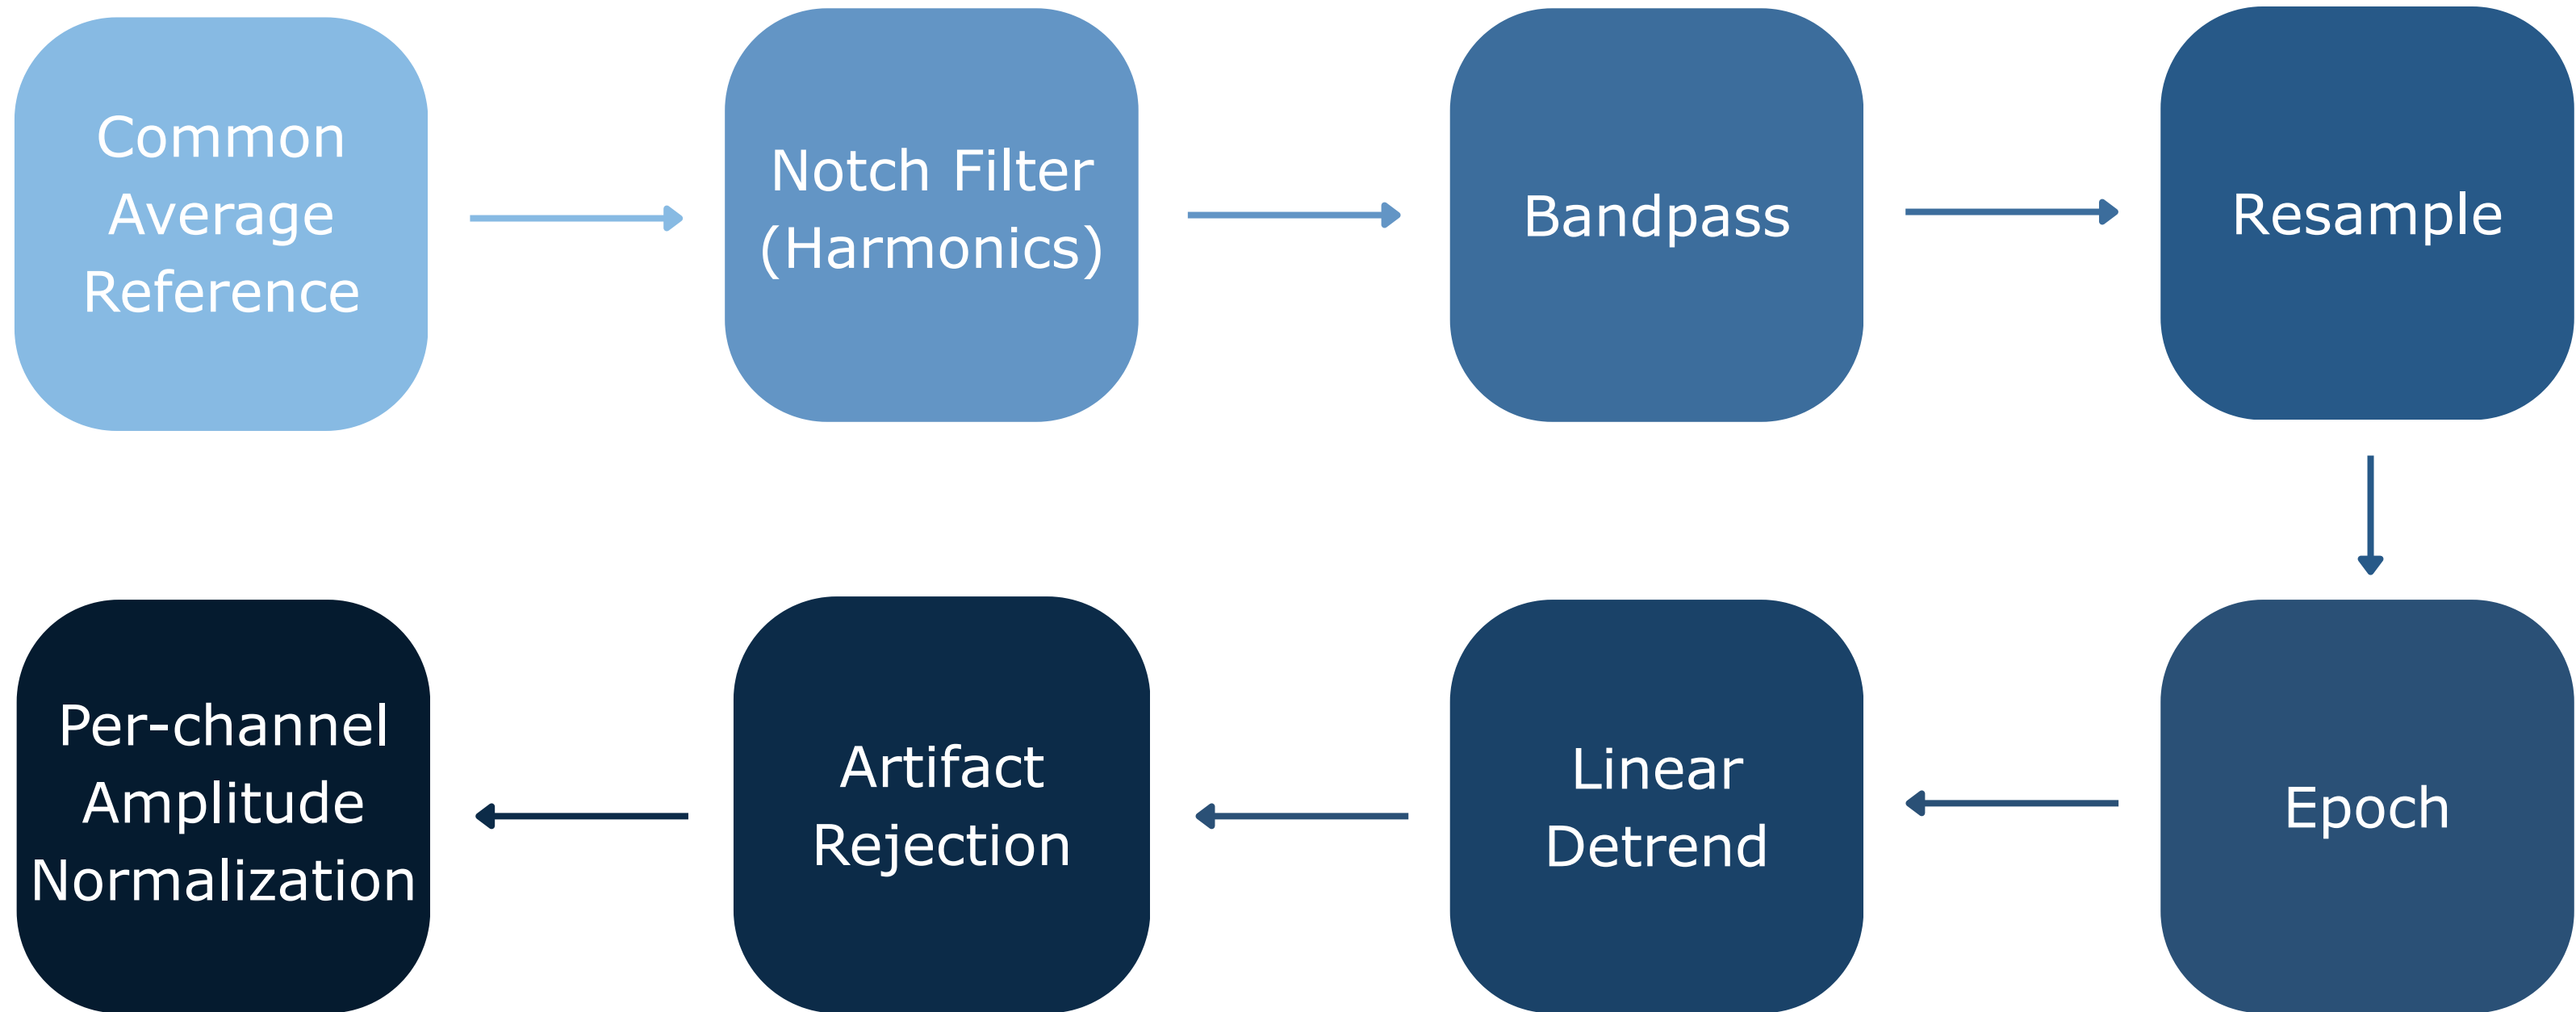 Common
Average
Reference
Notch Filter
(Harmonics)
Bandpass
Resample
Epoch
Linear
Detrend
Artifact
Rejection
Per-channel
Amplitude
Normalization